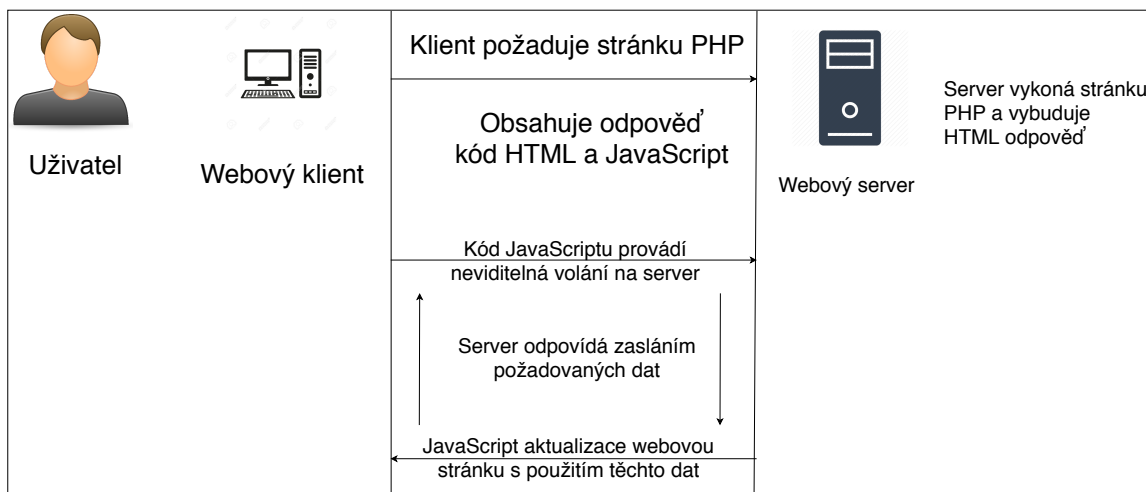 Klient požaduje stránku PHP
Obsahuje odpověď
kód HTML a JavaScript
Uživatel
Webový klient
Webový server
Server vykoná stránku
PHP a vybuduje
HTML odpověď
Kód JavaScriptu provádí
neviditelná volání na server
Server odpovídá zasláním
požadovaných dat
JavaScript aktualizace webovou
stránku s použitím těchto dat